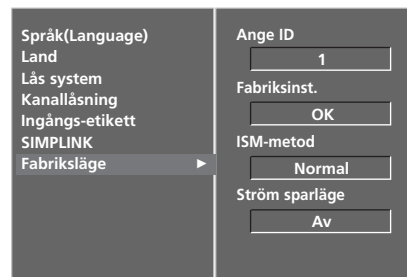 Språk(Language)
Land
Lås system
Kanallåsning
Ingångs-etikett
SIMPLINK
Fabriksläge ►
Ange ID
1
Fabriksinst.
OK
ISM-metod
Normal
Ström sparläge
Av